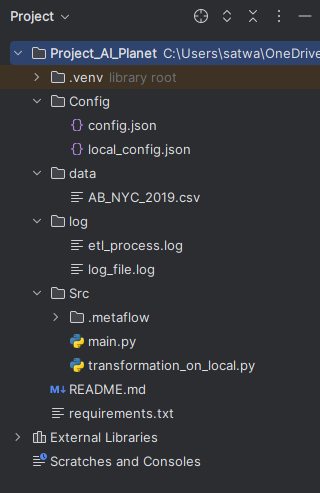 Project
Project_AI_Planet C:\Users\satwa\OneDrive
.venv library root
Config
config.json
local_config.json
data
AB_NYC_2019.csv
log
etl_process.log
log_file.log
Src
.metaflow
main.py
transformation_on_local.py
README.md
requirements.txt
External Libraries
Scratches and Consoles